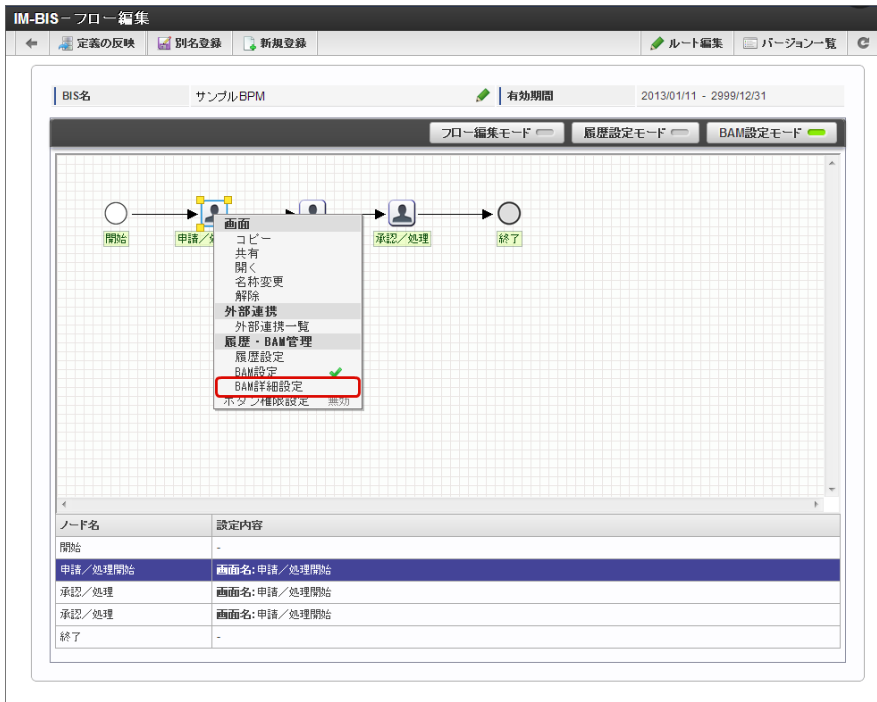 IM-BIS－フロー編集
定義の反映 別名登録 新規登録 ルート編集 バージョン一覧
BIS名 サンプルBPM 有効期間 2013/01/11 - 2999/12/31
フロー編集モード 履歴設定モード BAM設定モード
開始 申請／ 承認／処理 終了
画面
コピー
共有
開く
名称変更
解除
外部連携
外部連携一覧
履歴・BAM管理
履歴設定
BAM設定
BAM詳細設定
ボタン権限設定 無効
ノード名 設定内容
開始 -
申請／処理開始 画面名:申請／処理開始
承認／処理 画面名:申請／処理開始
承認／処理 画面名:申請／処理開始
終了 -